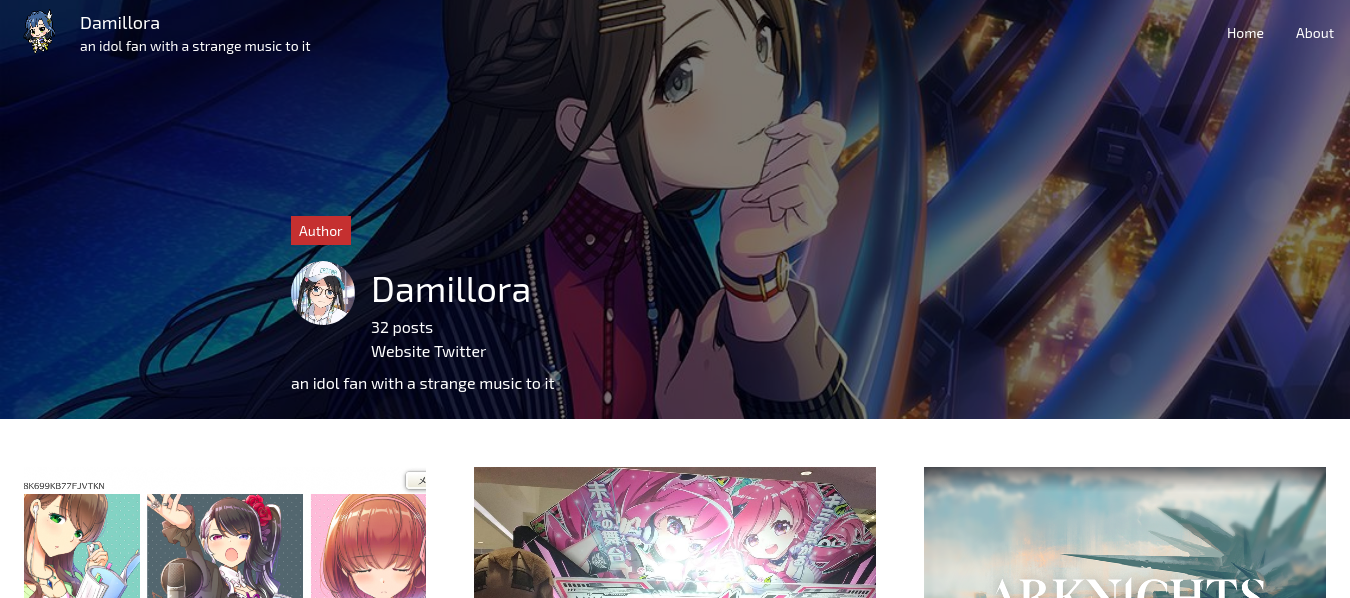 Damillora
an idol fan with a strange music to it
Home
About
Author
Damillora
32 posts
Website Twitter
an idol fan with a strange music to it
8K699KB77FJVTKN
未来の舞台
ARKNIGHTS